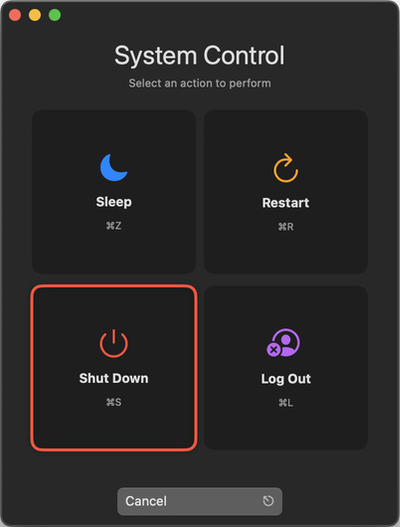 System Control
Select an action to perform
Sleep
⌘Z
Restart
⌘R
Shut Down
⌘S
Log Out
⌘L
Cancel